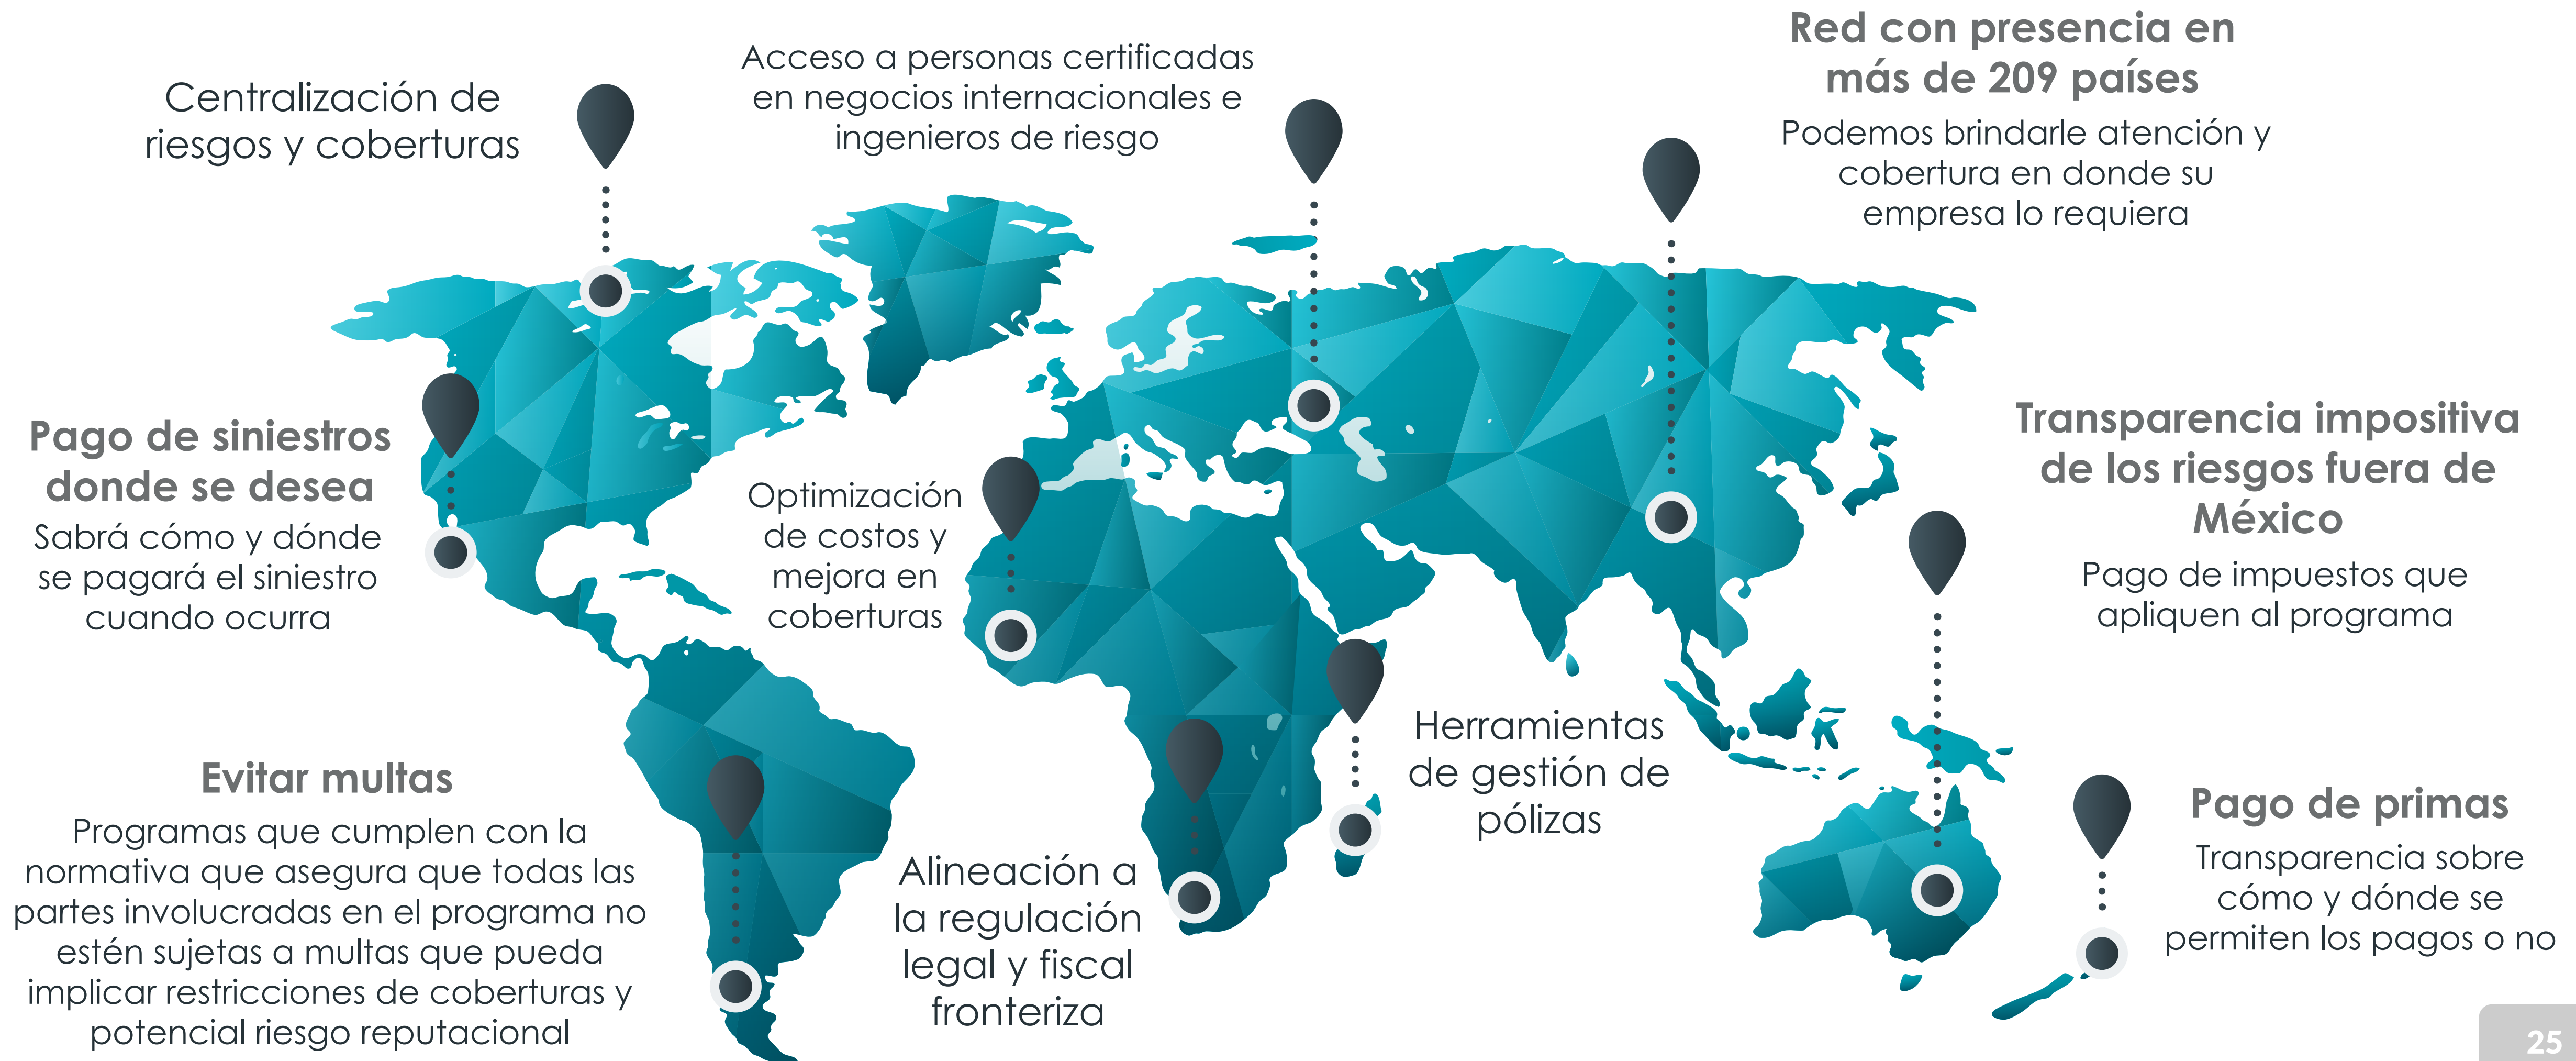 Centralización de
riesgos y coberturas
Acceso a personas certificadas
en negocios internacionales e
ingenieros de riesgo
Red con presencia en
más de 209 países
Podemos brindarle atención y
cobertura en donde su
empresa lo requiera
Pago de siniestros
donde se desea
Sabrá cómo y dónde
se pagará el siniestro
cuando ocurra
Optimización
de costos y
mejora en
coberturas
Transparencia impositiva
de los riesgos fuera de
México
Pago de impuestos que
apliquen al programa
Evitar multas
Programas que cumplen con la
normativa que asegura que todas las
partes involucradas en el programa no
estén sujetas a multas que pueda
implicar restricciones de coberturas y
potencial riesgo reputacional
Alineación a
la regulación
legal y fiscal
fronteriza
Herramientas
de gestión de
pólizas
Pago de primas
Transparencia sobre
cómo y dónde se
permiten los pagos o no
25